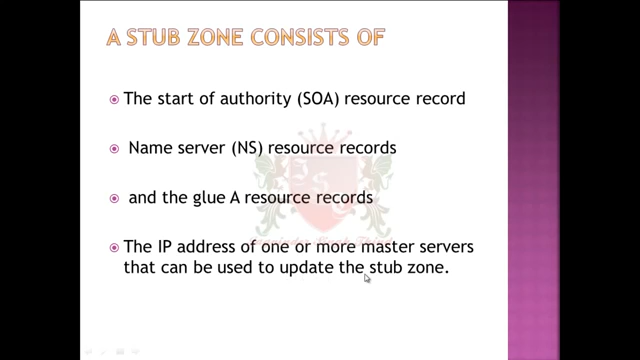 A STUB ZONE CONSISTS OF
The start of authority (SOA) resource record
Name server (NS) resource records
and the glue A resource records
The IP address of one or more master servers
that can be used to update the stub zone.